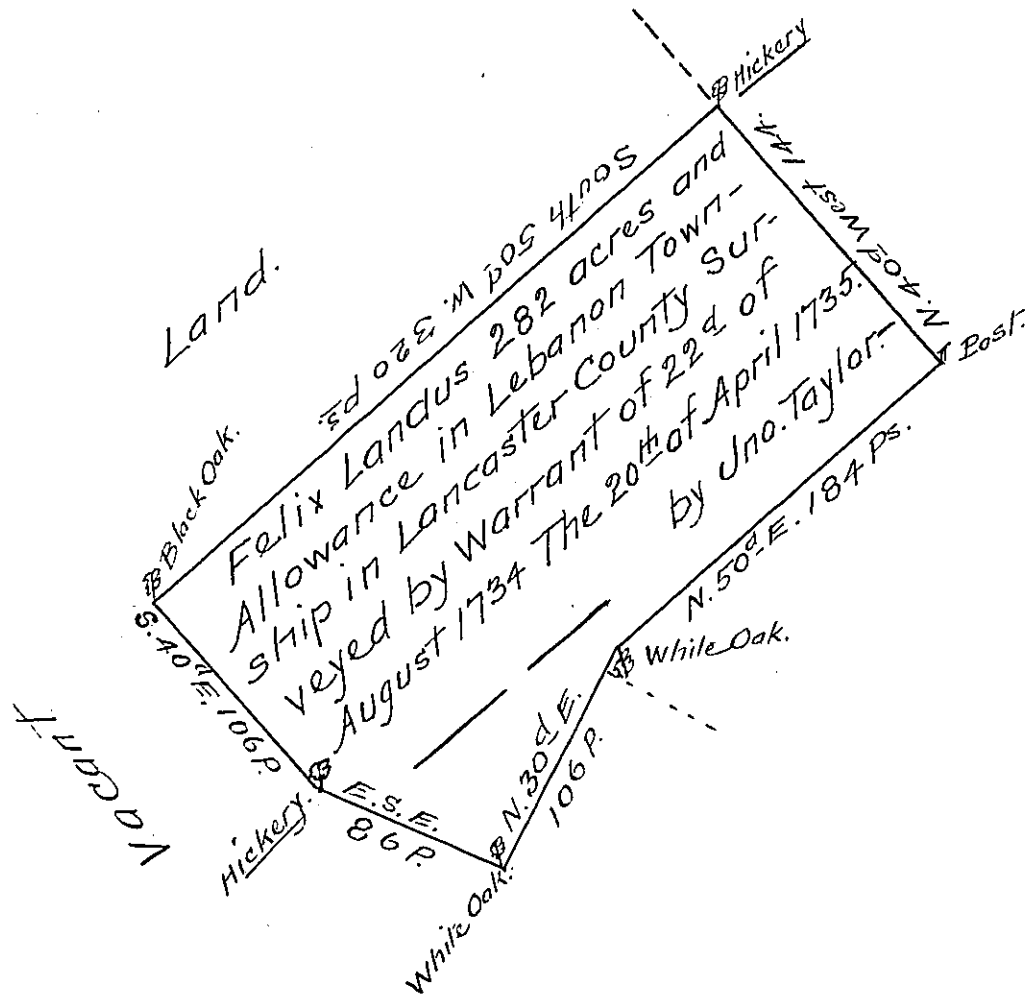 Hickery
South 50d W. 320 ps.
N. 40d West 144.
Land.
Post.
Black Oak.
Felix Landus 282 acres and
Allowance in Lebanon Town-
ship in Lancaster County Sur-
veyed by Warrant of 22d of
August 1734 The 20th of April 1735.
by Jno. Taylor-
N. 50d E. 184 Ps.
S. 40d E. 106 P.
While Oak.
Vacant
N. 30d E.
106 P.
Hickery.
E.S.E.
86 P.
While Oak.